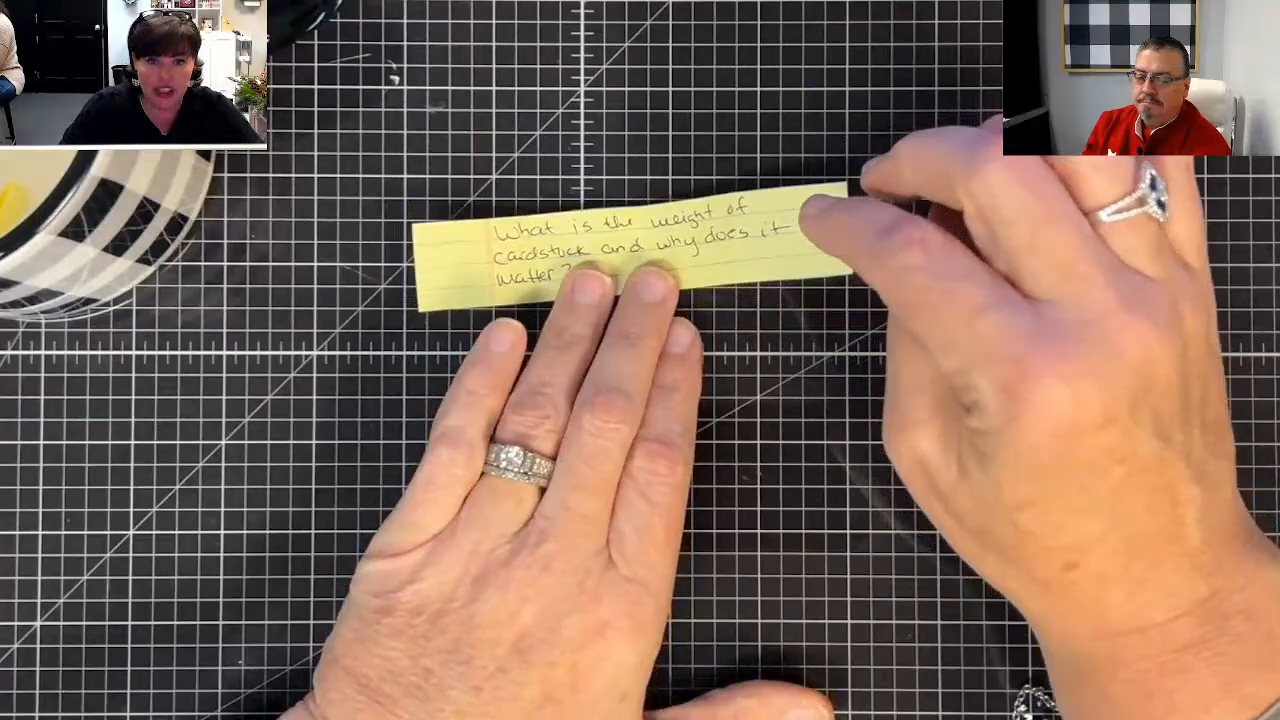 What is the weight of
cardstock and why does it
matter?